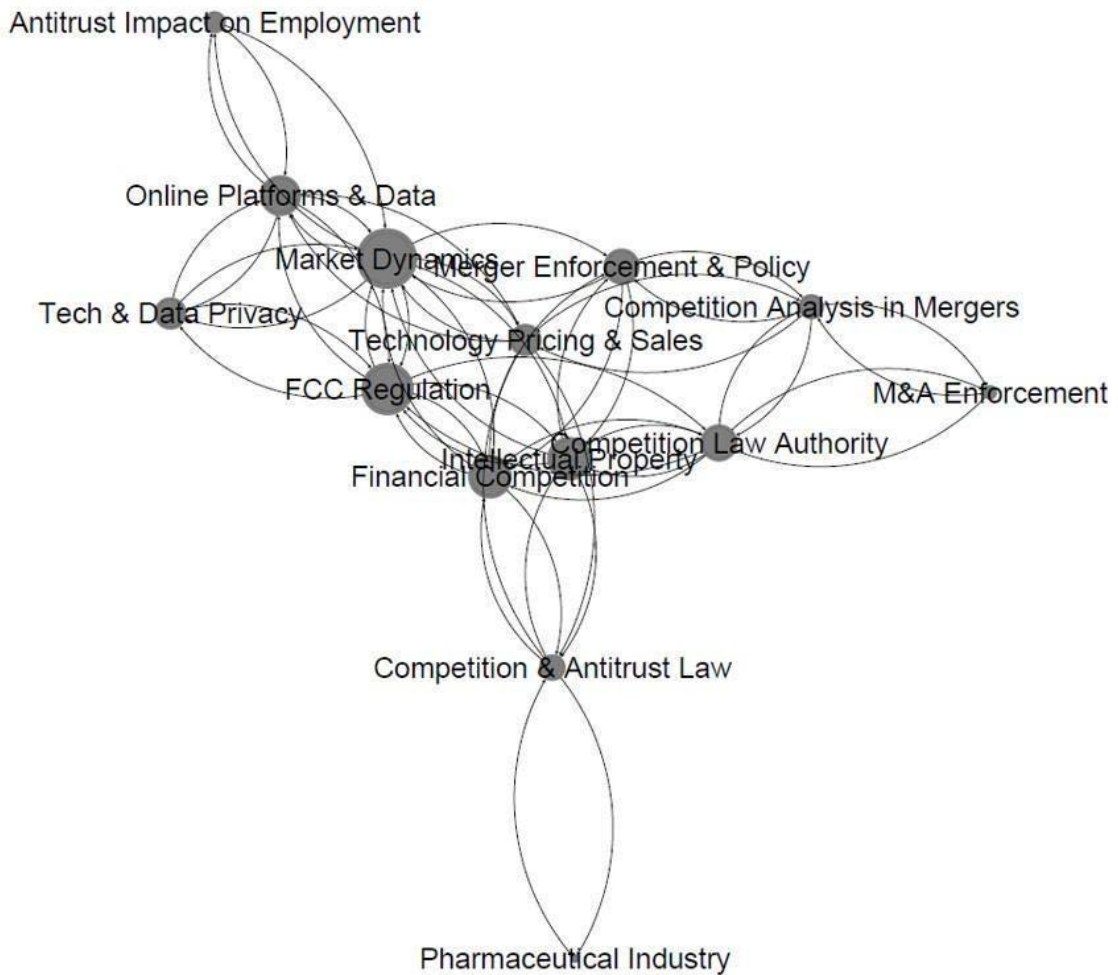 Antitrust Impact on Employment
Online Platforms & Data
Market Dynamics
Merger Enforcement & Policy
Competition Analysis in Mergers
Tech & Data Privacy
Technology Pricing & Sales
FCC Regulation
M&A Enforcement
Competition Law Authority
Intellectual Property
Financial Competition
Competition & Antitrust Law
Pharmaceutical Industry